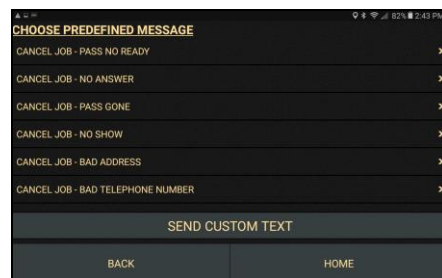 82% 2:43 PM
CHOOSE PREDEFINED MESSAGE
CANCEL JOB - PASS NO READY
CANCEL JOB - NO ANSWER
CANCEL JOB - PASS GONE
CANCEL JOB - NO SHOW
CANCEL JOB - BAD ADDRESS
CANCEL JOB - BAD TELEPHONE NUMBER
SEND CUSTOM TEXT
BACK HOME